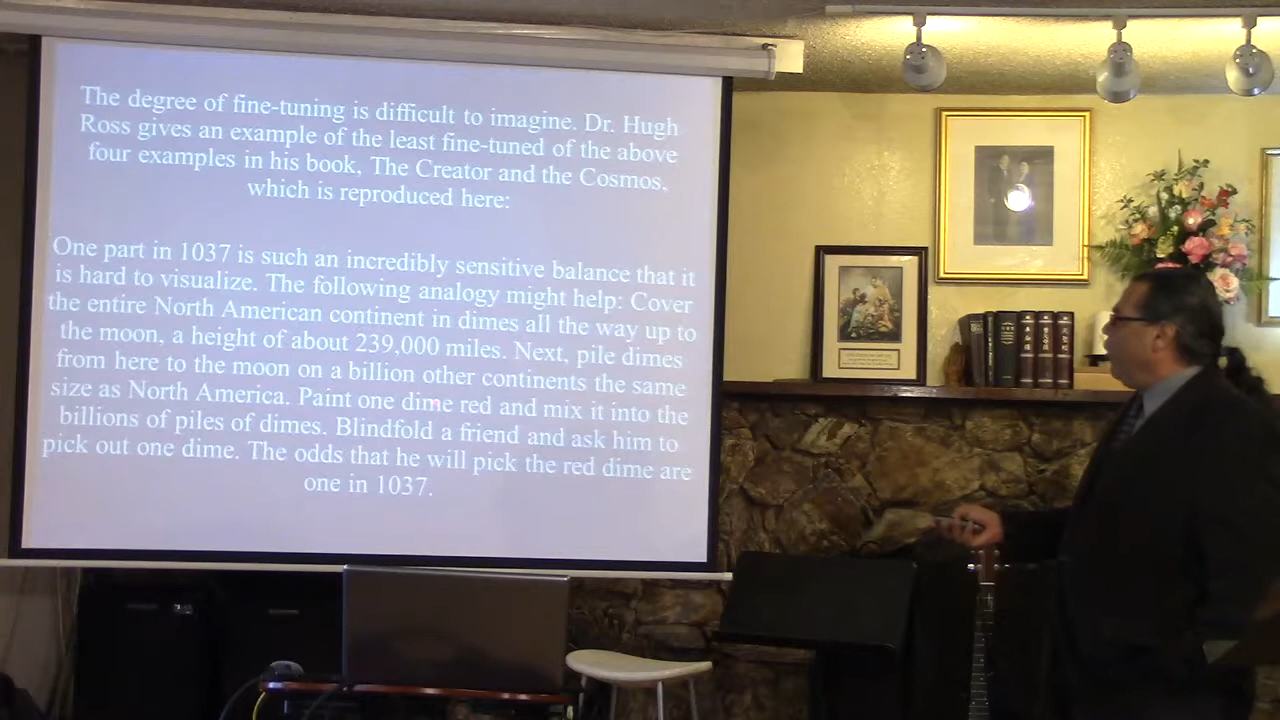 The degree of fine-tuning is difficult to imagine. Dr. Hugh
Ross gives an example of the least fine-tuned of the above
four examples in his book, The Creator and the Cosmos,
which is reproduced here:
One part in 1037 is such an incredibly sensitive balance that it
is hard to visualize. The following analogy might help: Cover
the entire North American continent in dimes all the way up to
the moon, a height of about 239,000 miles. Next, pile dimes
from here to the moon on a billion other continents the same
size as North America. Paint one dime red and mix it into the
billions of piles of dimes. Blindfold a friend and ask him to
pick out one dime. The odds that he will pick the red dime are
one in 1037.